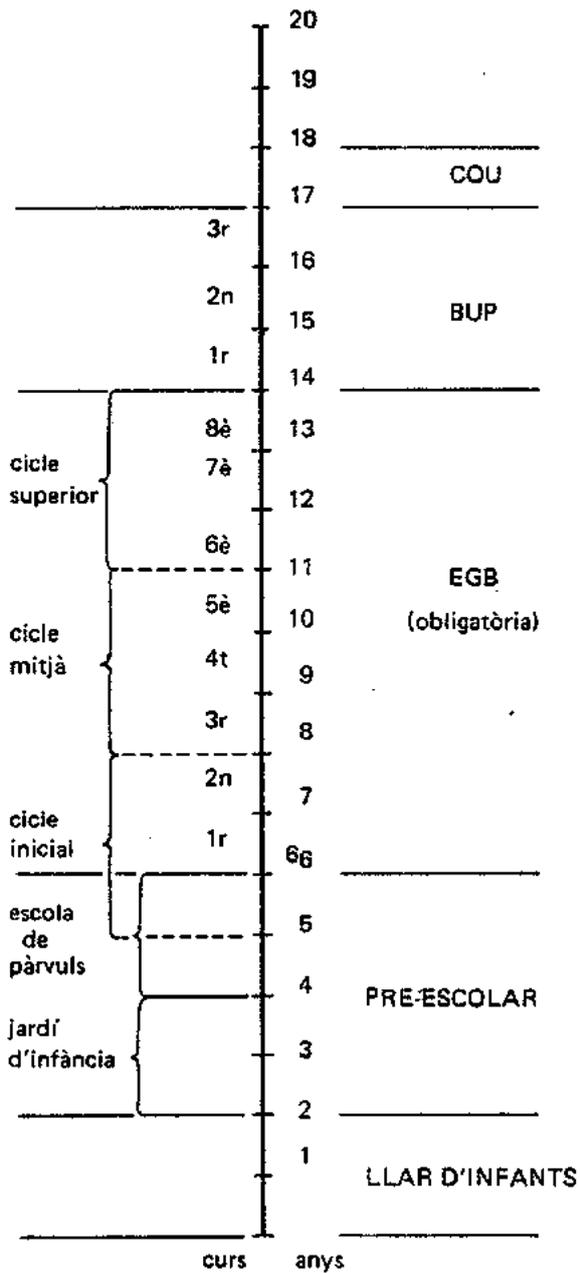 20
19
18
COU
17
3r
16
2n
15
BUP
1r
14
8è
13
cicle
superior
7è
12
6è
11
EGB
5è
10
(obligatòria)
cicle
mitjà
4t
9
3r
8
2n
7
cicle
inicial
1r
66
escola
de
pàrvuls
5
4
PRE-ESCOLAR
jardí
d'infància
3
2
1
LLAR D'INFANTS
curs
anys